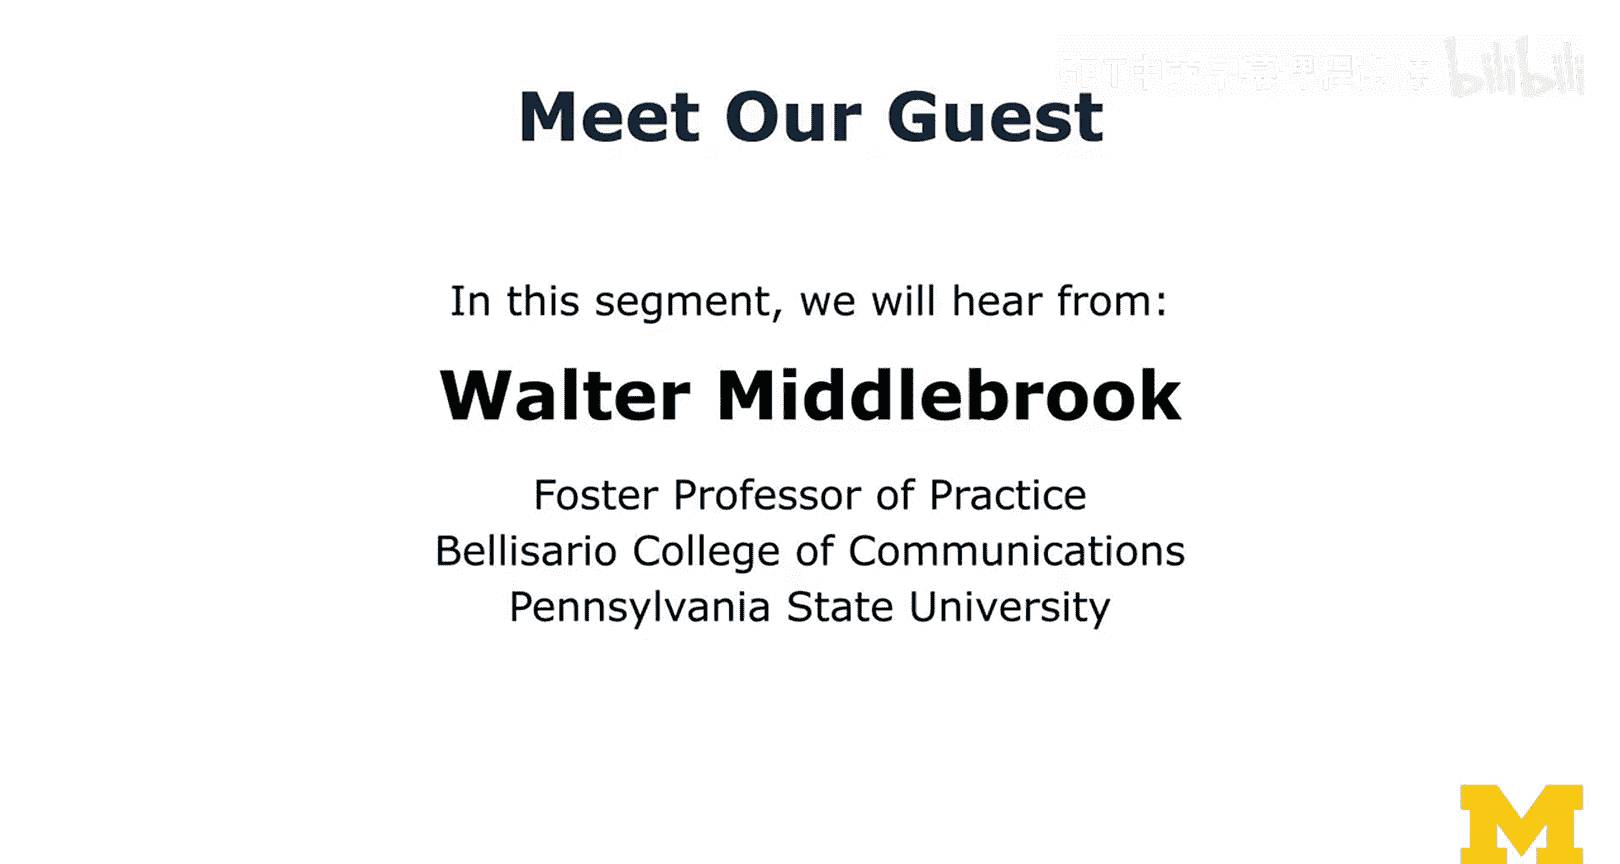 bilibili
Meet Our Guest
In this segment, we will hear from:
Walter Middlebrook
Foster Professor of Practice
Bellisario College of Communications
Pennsylvania State University
M